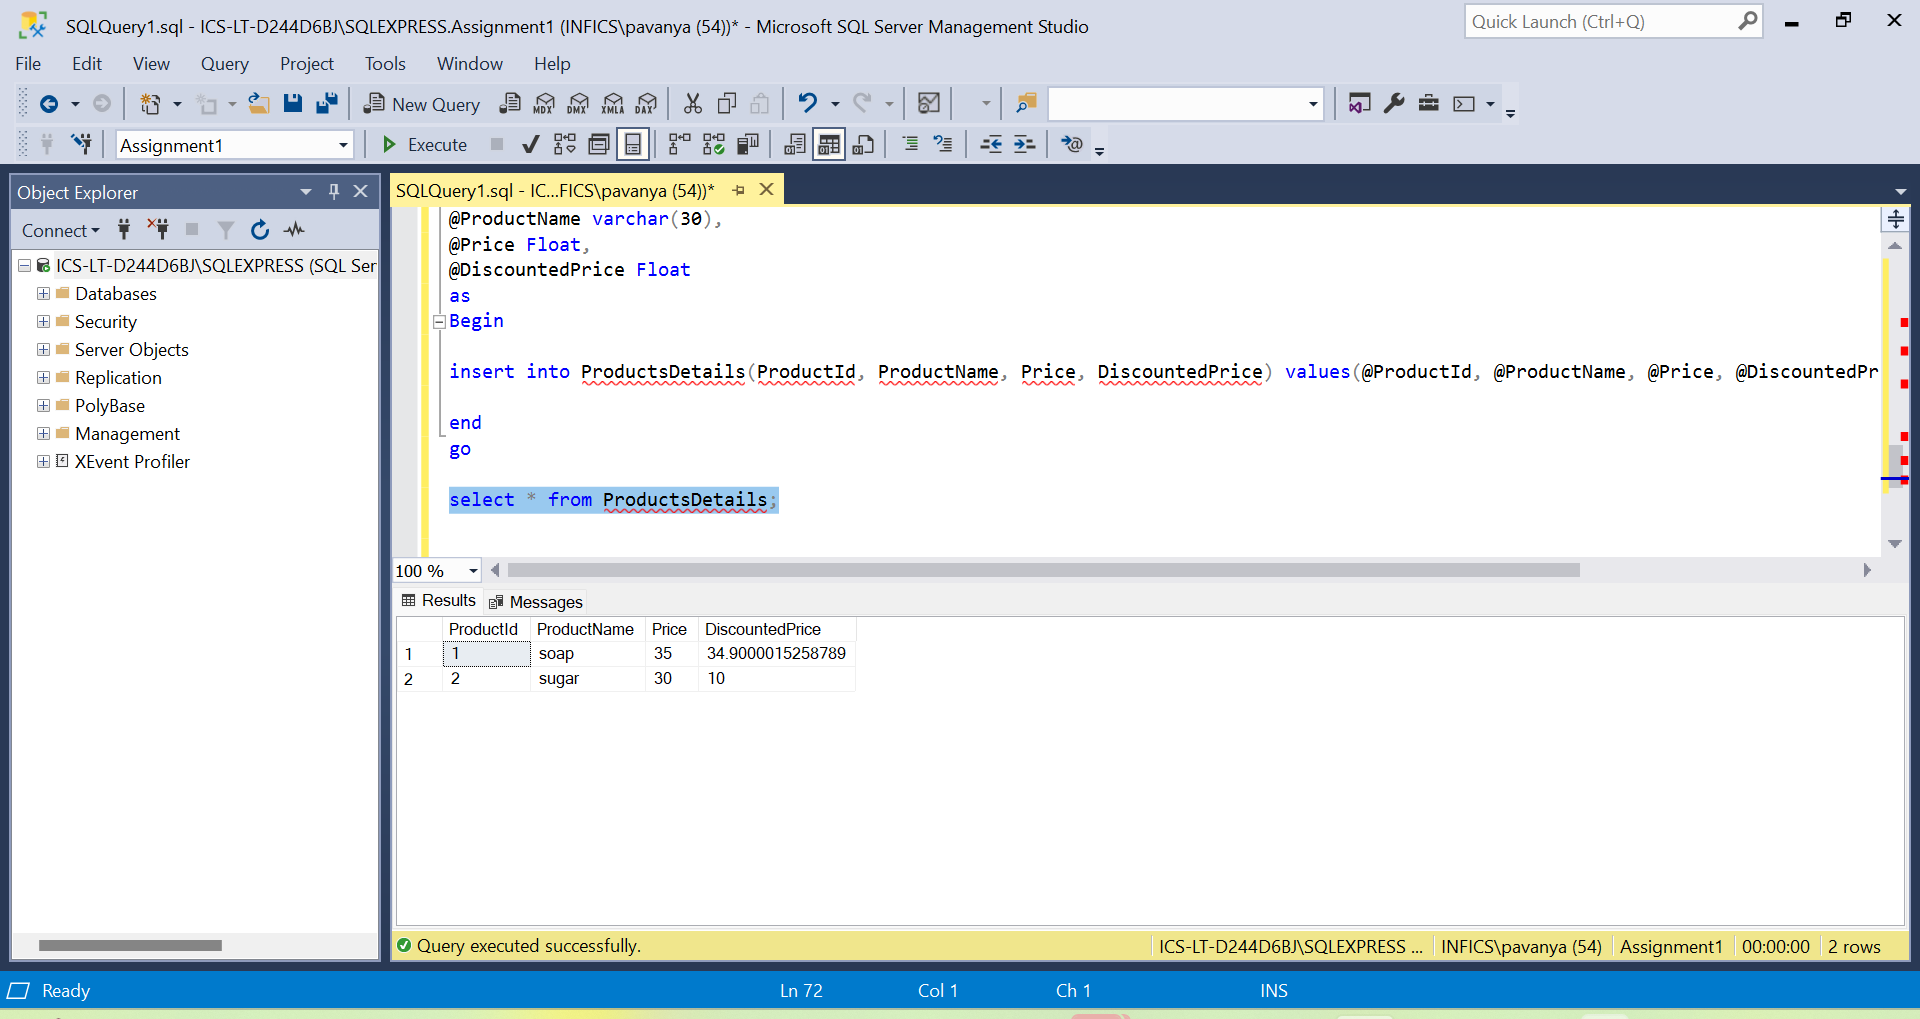 SQLQuery1.sql - ICS-LT-D244D6BJ\SQLEXPRESS.Assignment1 (INFICS\pavanya (54))* - Microsoft SQL Server Management Studio
Quick Launch (Ctrl+Q)
File Edit View Query Project Tools Window Help
New Query MDX DMX XMLA DAX
Assignment1 Execute
Object Explorer
Connect
ICS-LT-D244D6BJ\SQLEXPRESS (SQL Ser
Databases
Security
Server Objects
Replication
PolyBase
Management
XEvent Profiler
SQLQuery1.sql - IC...FICS\pavanya (54))*
@ProductName varchar(30),
@Price Float,
@DiscountedPrice Float
as
Begin
insert into ProductsDetails(ProductId, ProductName, Price, DiscountedPrice) values(@ProductId, @ProductName, @Price, @DiscountedPr
end
go
select * from ProductsDetails;
100 %
Results Messages
ProductId ProductName Price DiscountedPrice
1 1 soap 35 34.9000015258789
2 2 sugar 30 10
Query executed successfully. ICS-LT-D244D6BJ\SQLEXPRESS ... INFICS\pavanya (54) Assignment1 00:00:00 2 rows
Ready Ln 72 Col 1 Ch 1 INS